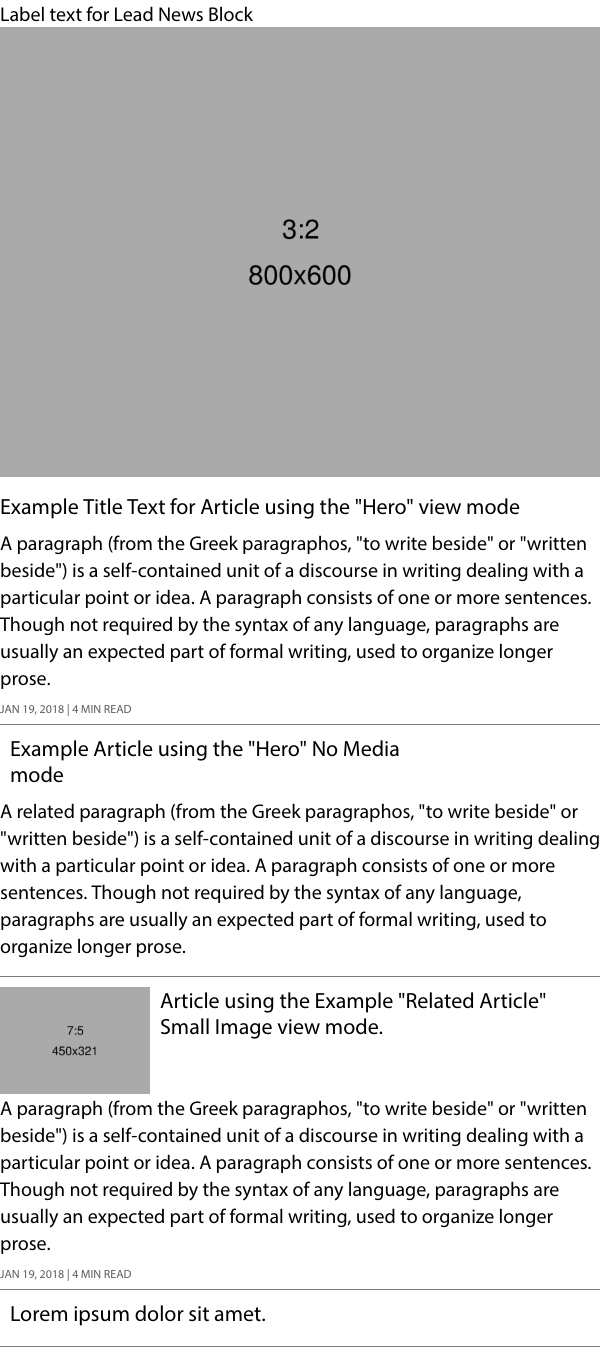 Label text for Lead News Block
3:2
800x600
Example Title Text for Article using the "Hero" view mode
A paragraph (from the Greek paragraphos, "to write beside" or "written
beside") is a self-contained unit of a discourse in writing dealing with a
particular point or idea. A paragraph consists of one or more sentences.
Though not required by the syntax of any language, paragraphs are
usually an expected part of formal writing, used to organize longer
prose.
JAN 19, 2018 | 4 MIN READ
Example Article using the "Hero" No Media
mode
A related paragraph (from the Greek paragraphos, "to write beside" or
"written beside") is a self-contained unit of a discourse in writing dealing
with a particular point or idea. A paragraph consists of one or more
sentences. Though not required by the syntax of any language,
paragraphs are usually an expected part of formal writing, used to
organize longer prose.
7:5
450x321
Article using the Example "Related Article"
Small Image view mode.
A paragraph (from the Greek paragraphos, "to write beside" or "written
beside") is a self-contained unit of a discourse in writing dealing with a
particular point or idea. A paragraph consists of one or more sentences.
Though not required by the syntax of any language, paragraphs are
usually an expected part of formal writing, used to organize longer
prose.
JAN 19, 2018 | 4 MIN READ
Lorem ipsum dolor sit amet.